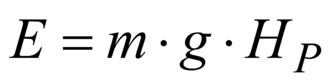 E = m · g · H_P